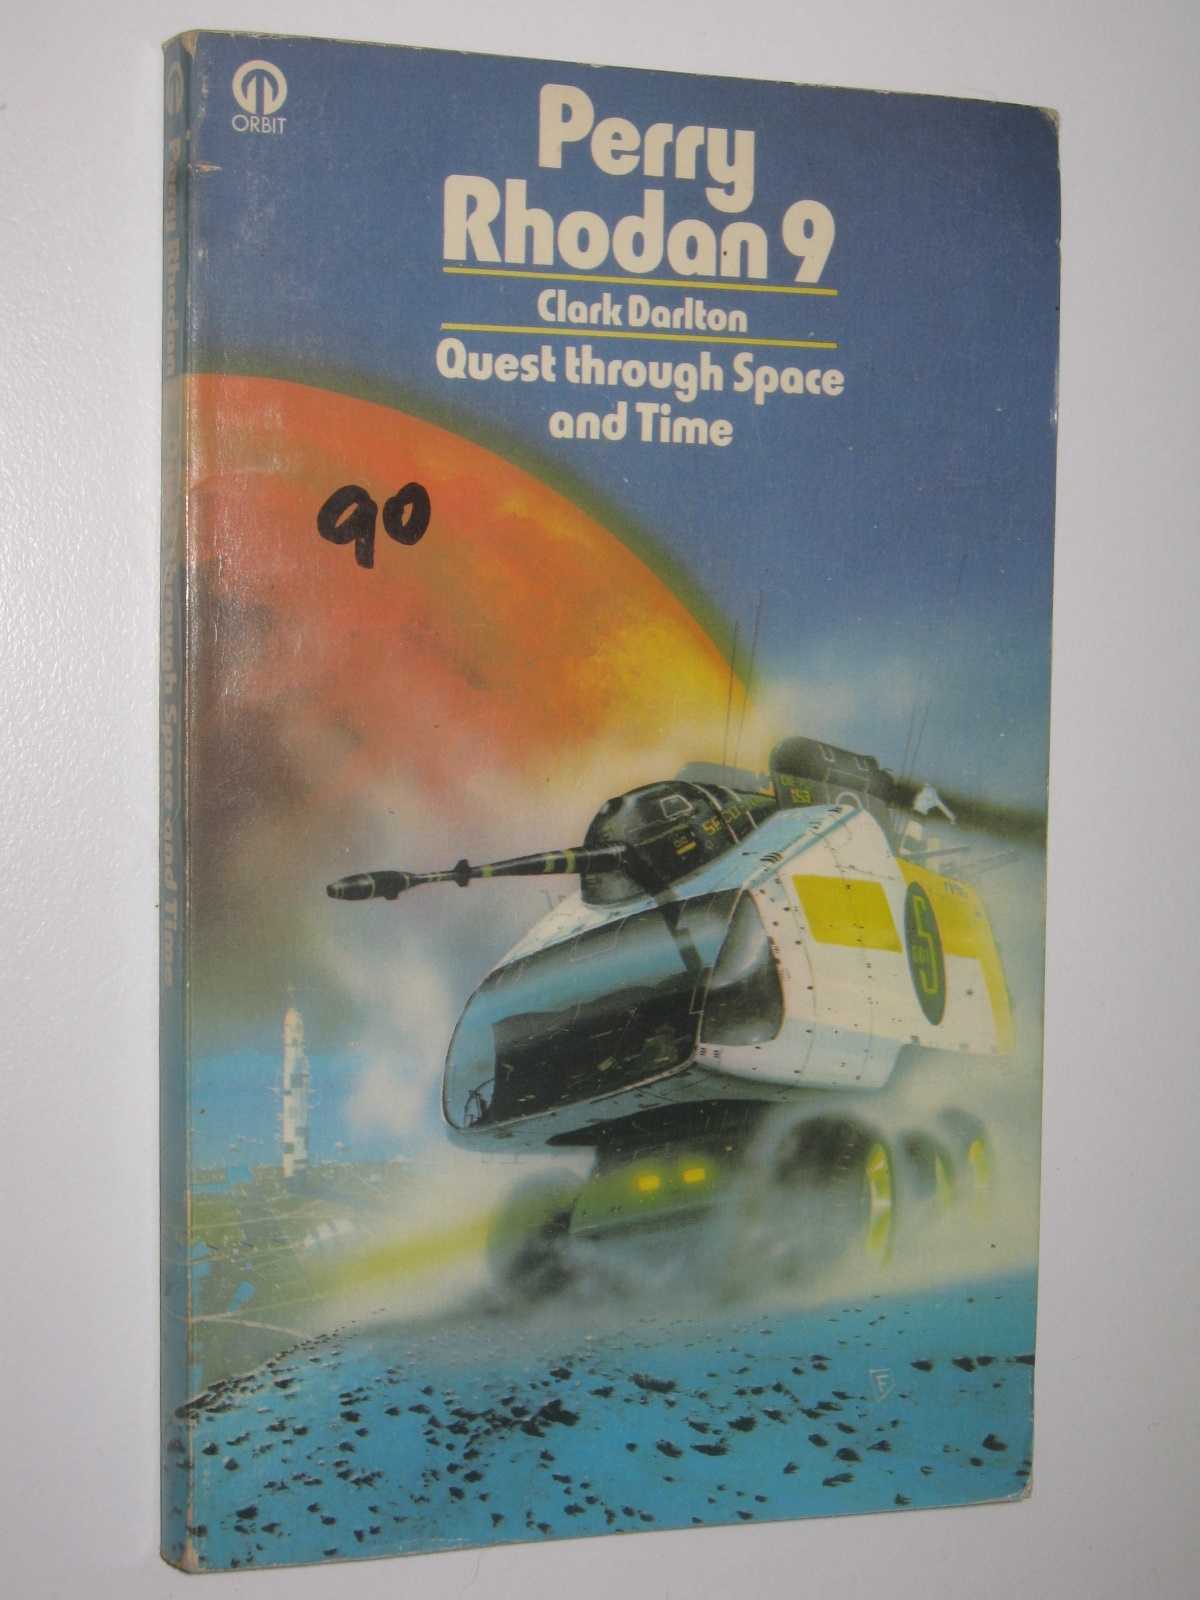 ORBIT
Perry
Rhodan 9
Clark Darlton
Quest through Space
and Time
90
Perry Rhodan
through Space and Time
S
F